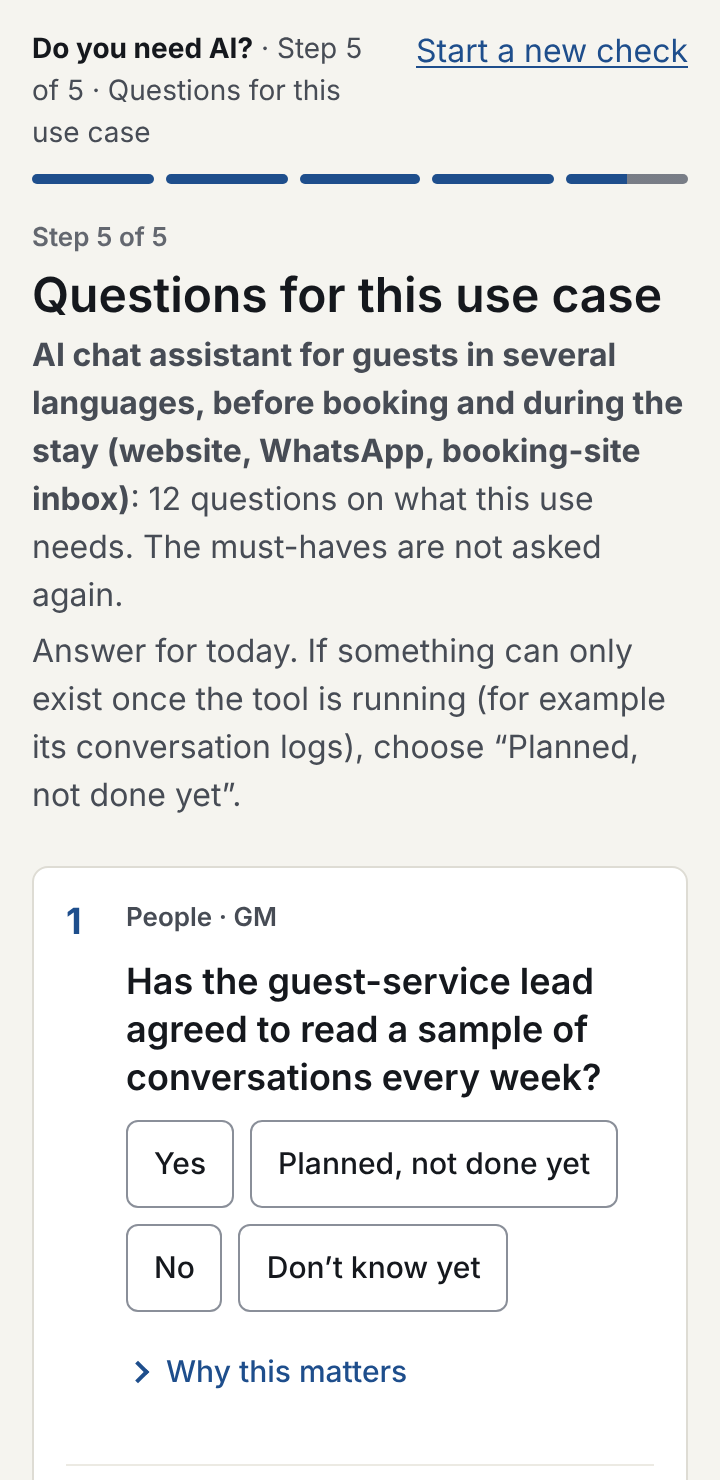 Do you need AI? · Step 5 of 5 · Questions for this use case
Start a new check
Step 5 of 5
Questions for this use case
AI chat assistant for guests in several
languages, before booking and during the
stay (website, WhatsApp, booking-site
inbox): 12 questions on what this use
needs. The must-haves are not asked
again.
Answer for today. If something can only
exist once the tool is running (for example
its conversation logs), choose “Planned,
not done yet”.
1
People · GM
Has the guest-service lead
agreed to read a sample of
conversations every week?
Yes
Planned, not done yet
No
Don’t know yet
Why this matters